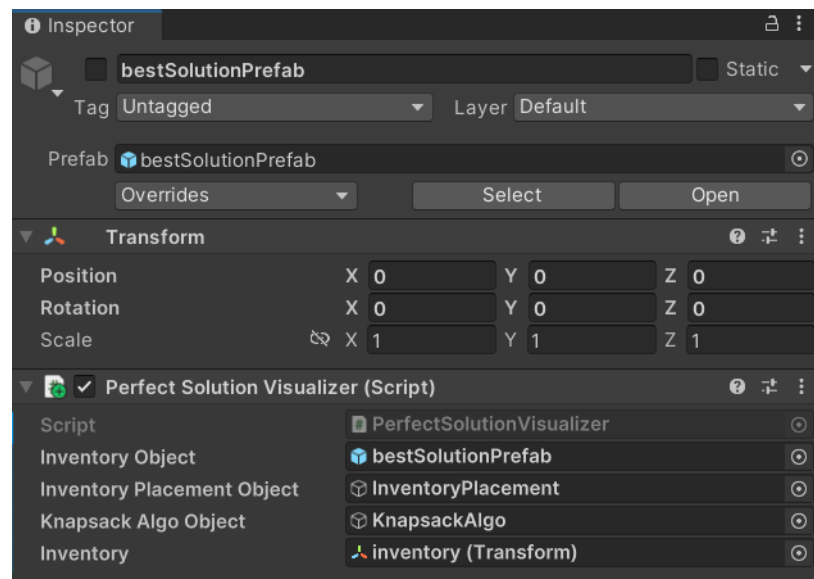 Inspector
bestSolutionPrefab Static
Tag Untagged Layer Default
Prefab bestSolutionPrefab
Overrides Select Open
Transform
Position X 0 Y 0 Z 0
Rotation X 0 Y 0 Z 0
Scale X 1 Y 1 Z 1
Perfect Solution Visualizer (Script)
Script PerfectSolutionVisualizer
Inventory Object bestSolutionPrefab
Inventory Placement Object InventoryPlacement
Knapsack Algo Object KnapsackAlgo
Inventory inventory (Transform)